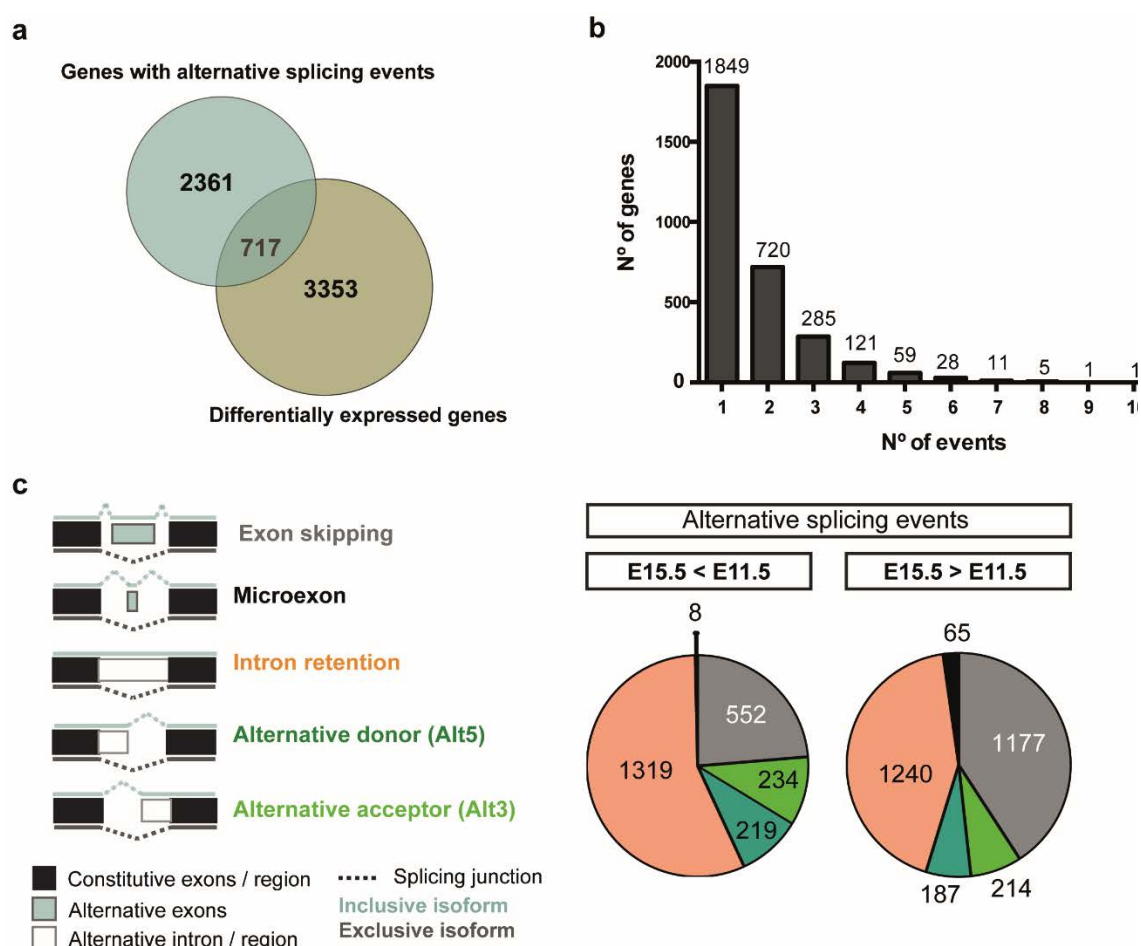 a
Genes with alternative splicing events
2361
717
3353
Differentially expressed genes
b
Nº of genes
2000
1500
1000
500
0
1849
720
285
121
59
28
11
5
1
1
1 2 3 4 5 6 7 8 9
Nº of events
c
Exon skipping
Microexon
Intron retention
Alternative donor (Alt5)
Alternative acceptor (Alt3)
Constitutive exons / region
Alternative exons
Alternative intron / region
Splicing junction
Inclusive isoform
Exclusive isoform
Alternative splicing events
E15.5 < E11.5
E15.5 > E11.5
8
552
234
219
1319
65
1177
214
187
1240